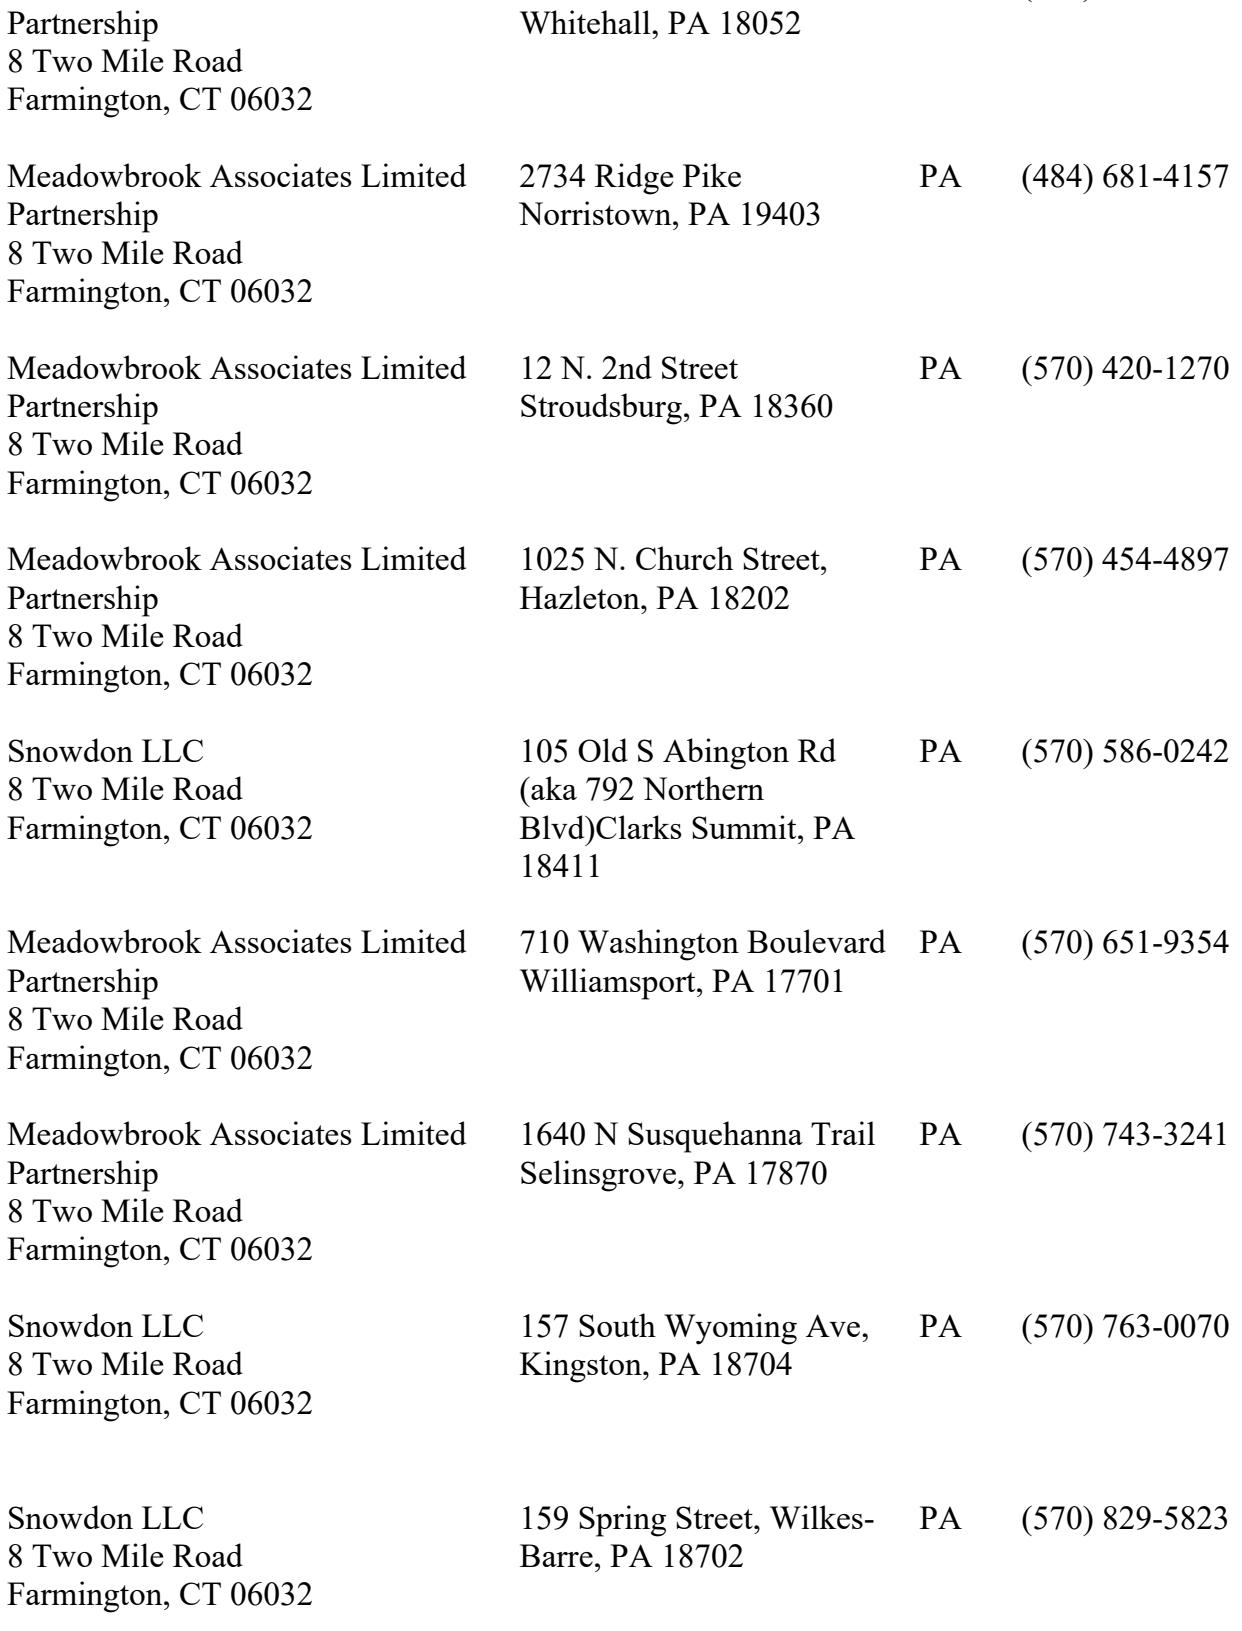 Partnership Whitehall, PA 18052
8 Two Mile Road
Farmington, CT 06032
Meadowbrook Associates Limited 2734 Ridge Pike PA (484) 681-4157
Partnership Norristown, PA 19403
8 Two Mile Road
Farmington, CT 06032
Meadowbrook Associates Limited 12 N. 2nd Street PA (570) 420-1270
Partnership Stroudsburg, PA 18360
8 Two Mile Road
Farmington, CT 06032
Meadowbrook Associates Limited 1025 N. Church Street, PA (570) 454-4897
Partnership Hazleton, PA 18202
8 Two Mile Road
Farmington, CT 06032
Snowdon LLC 105 Old S Abington Rd PA (570) 586-0242
8 Two Mile Road (aka 792 Northern
Farmington, CT 06032 Blvd)Clarks Summit, PA
18411
Meadowbrook Associates Limited 710 Washington Boulevard PA (570) 651-9354
Partnership Williamsport, PA 17701
8 Two Mile Road
Farmington, CT 06032
Meadowbrook Associates Limited 1640 N Susquehanna Trail PA (570) 743-3241
Partnership Selinsgrove, PA 17870
8 Two Mile Road
Farmington, CT 06032
Snowdon LLC 157 South Wyoming Ave, PA (570) 763-0070
8 Two Mile Road Kingston, PA 18704
Farmington, CT 06032
Snowdon LLC 159 Spring Street, Wilkes- PA (570) 829-5823
8 Two Mile Road Barre, PA 18702
Farmington, CT 06032